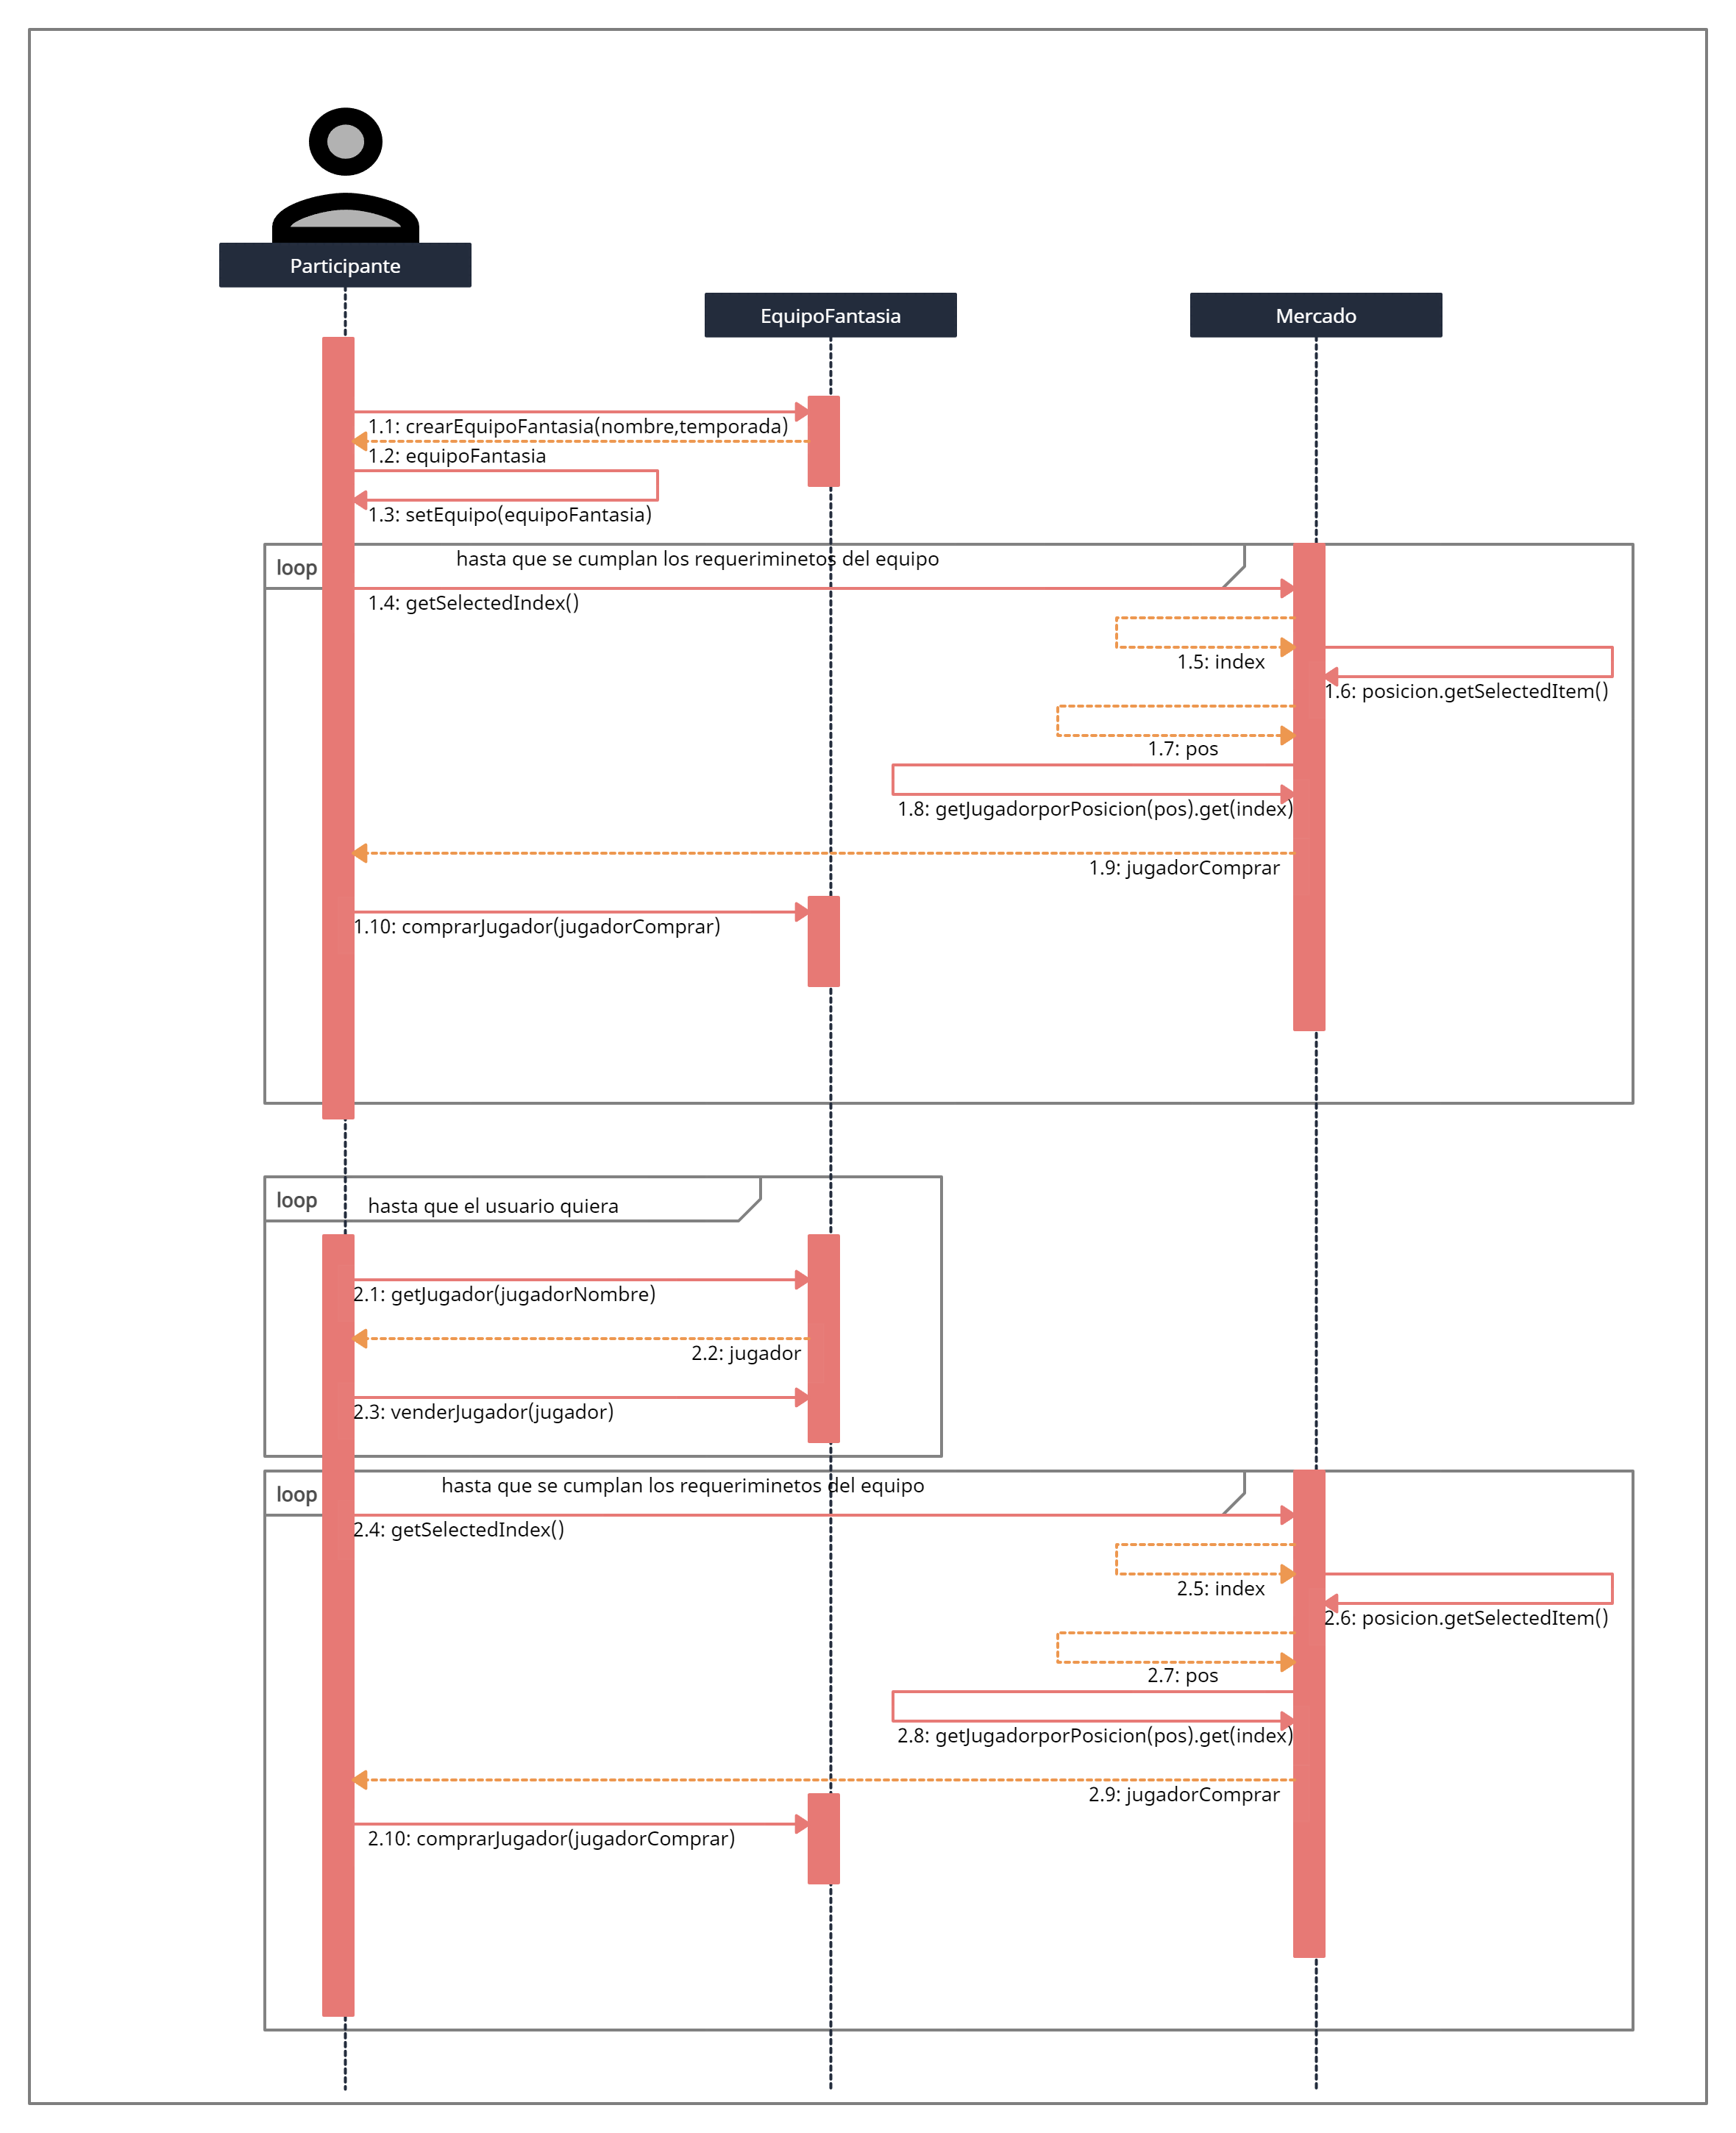 Participante
EquipoFantasia
Mercado
1.1: crearEquipoFantasia(nombre,temporada)
1.2: equipoFantasia
1.3: setEquipo(equipoFantasia)
loop
hasta que se cumplan los requeriminetos del equipo
1.4: getSelectedIndex()
1.5: index
1.6: posicion.getSelectedItem()
1.7: pos
1.8: getJugadorporPosicion(pos).get(index)
1.9: jugadorComprar
1.10: comprarJugador(jugadorComprar)
loop
hasta que el usuario quiera
2.1: getJugador(jugadorNombre)
2.2: jugador
2.3: venderJugador(jugador)
loop
hasta que se cumplan los requeriminetos del equipo
2.4: getSelectedIndex()
2.5: index
2.6: posicion.getSelectedItem()
2.7: pos
2.8: getJugadorporPosicion(pos).get(index)
2.9: jugadorComprar
2.10: comprarJugador(jugadorComprar)